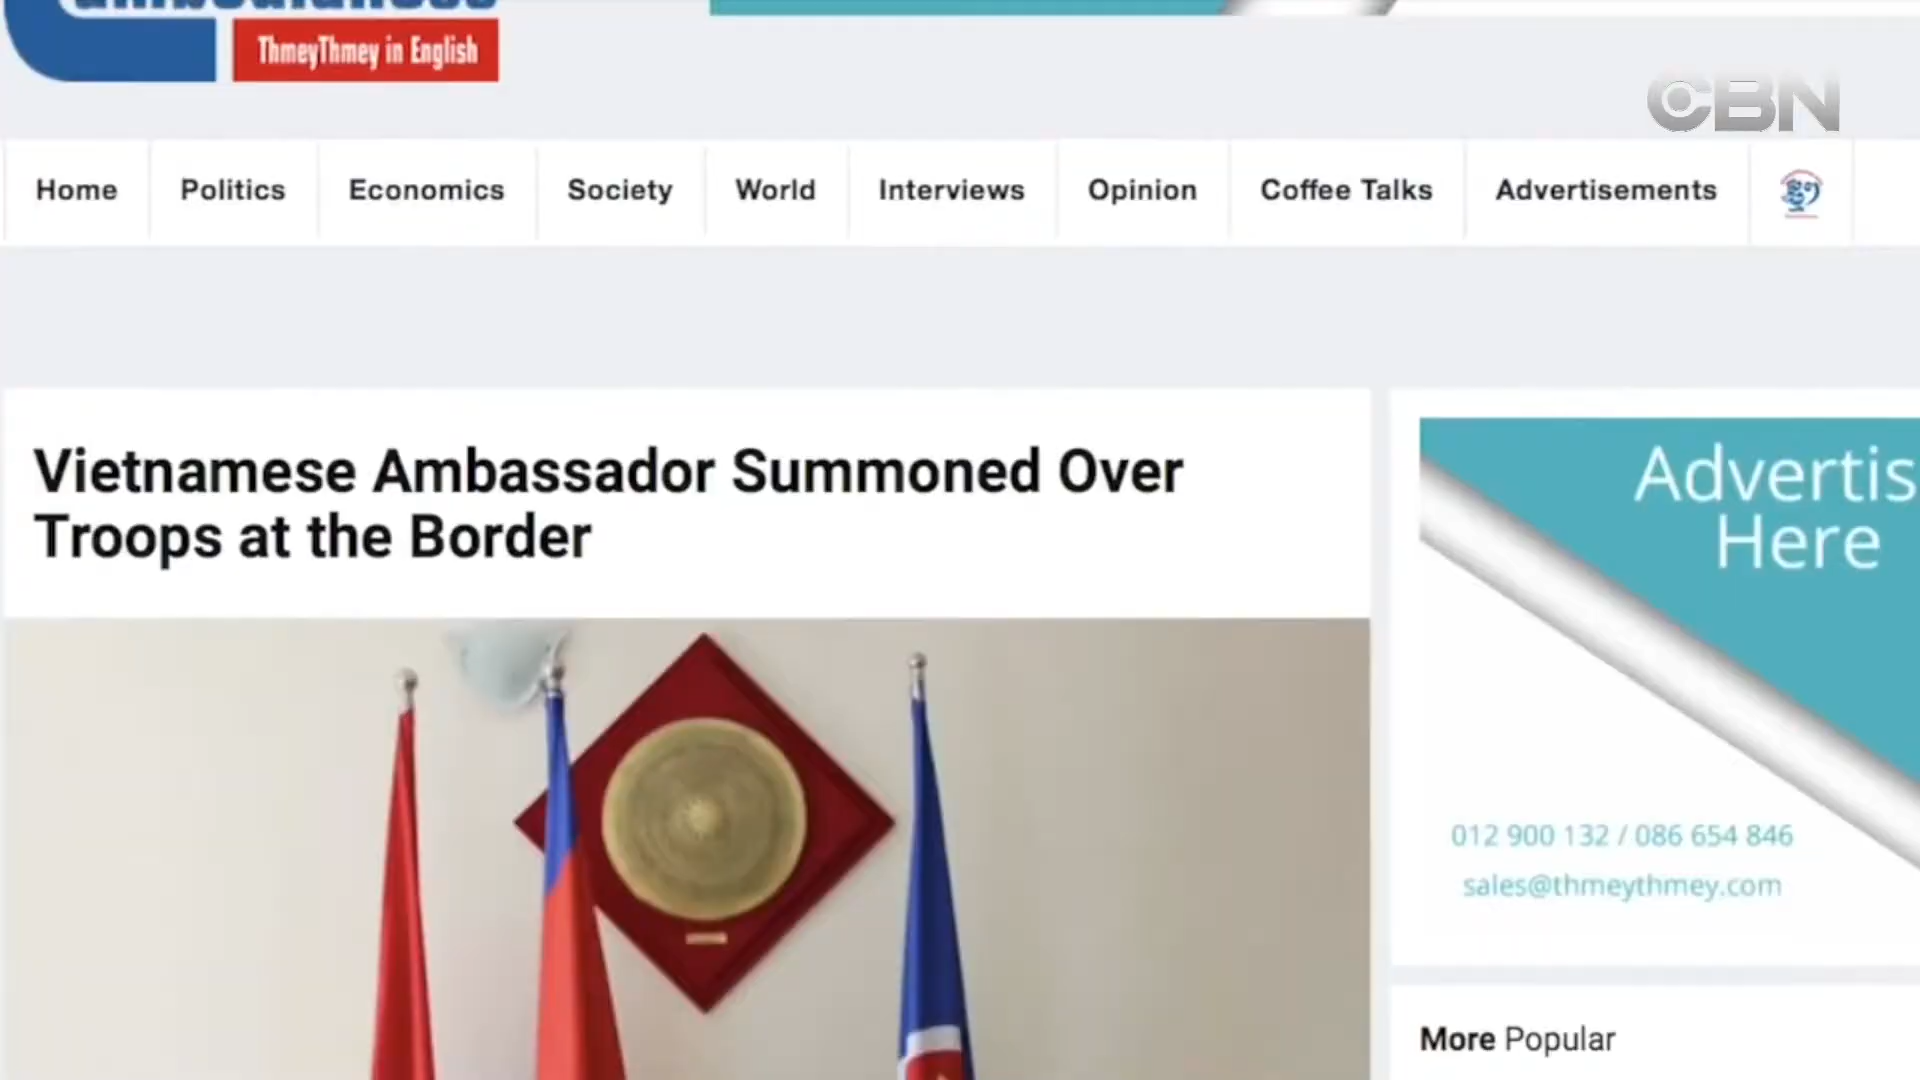 ThmeyThmey in English
CBN
Home
Politics
Economics
Society
World
Interviews
Opinion
Coffee Talks
Advertisements
Vietnamese Ambassador Summoned Over
Troops at the Border
Advertis
Here
012 900 132 / 086 654 846
sales@thmeythmey.com
More Popular